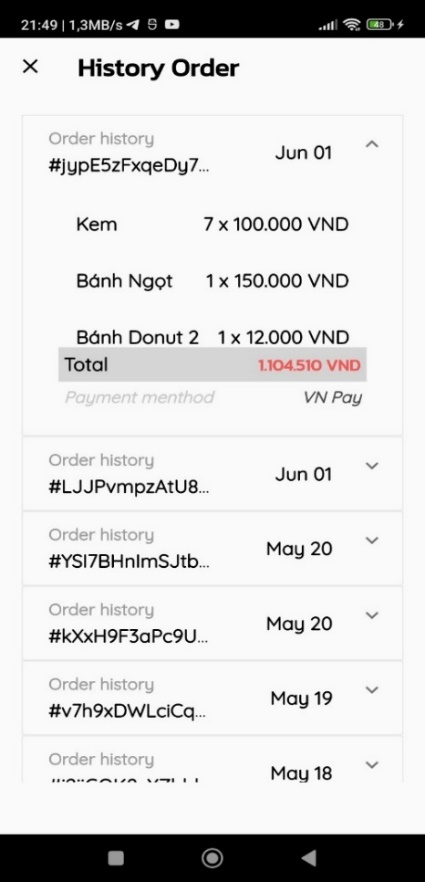 21:49 | 1,3MB/s
48
History Order
Order history
#jypE5zFxqeDy7...
Jun 01
Kem 7 x 100.000 VND
Bánh Ngọt 1 x 150.000 VND
Bánh Donut 2 1 x 12.000 VND
Total 1.104.510 VND
Payment menthod VN Pay
Order history
#LJJPvmpzAtU8...
Jun 01
Order history
#YSI7BHnImSJtb...
May 20
Order history
#kXxH9F3aPc9U...
May 20
Order history
#v7h9xDWLciCq...
May 19
Order history
May 18